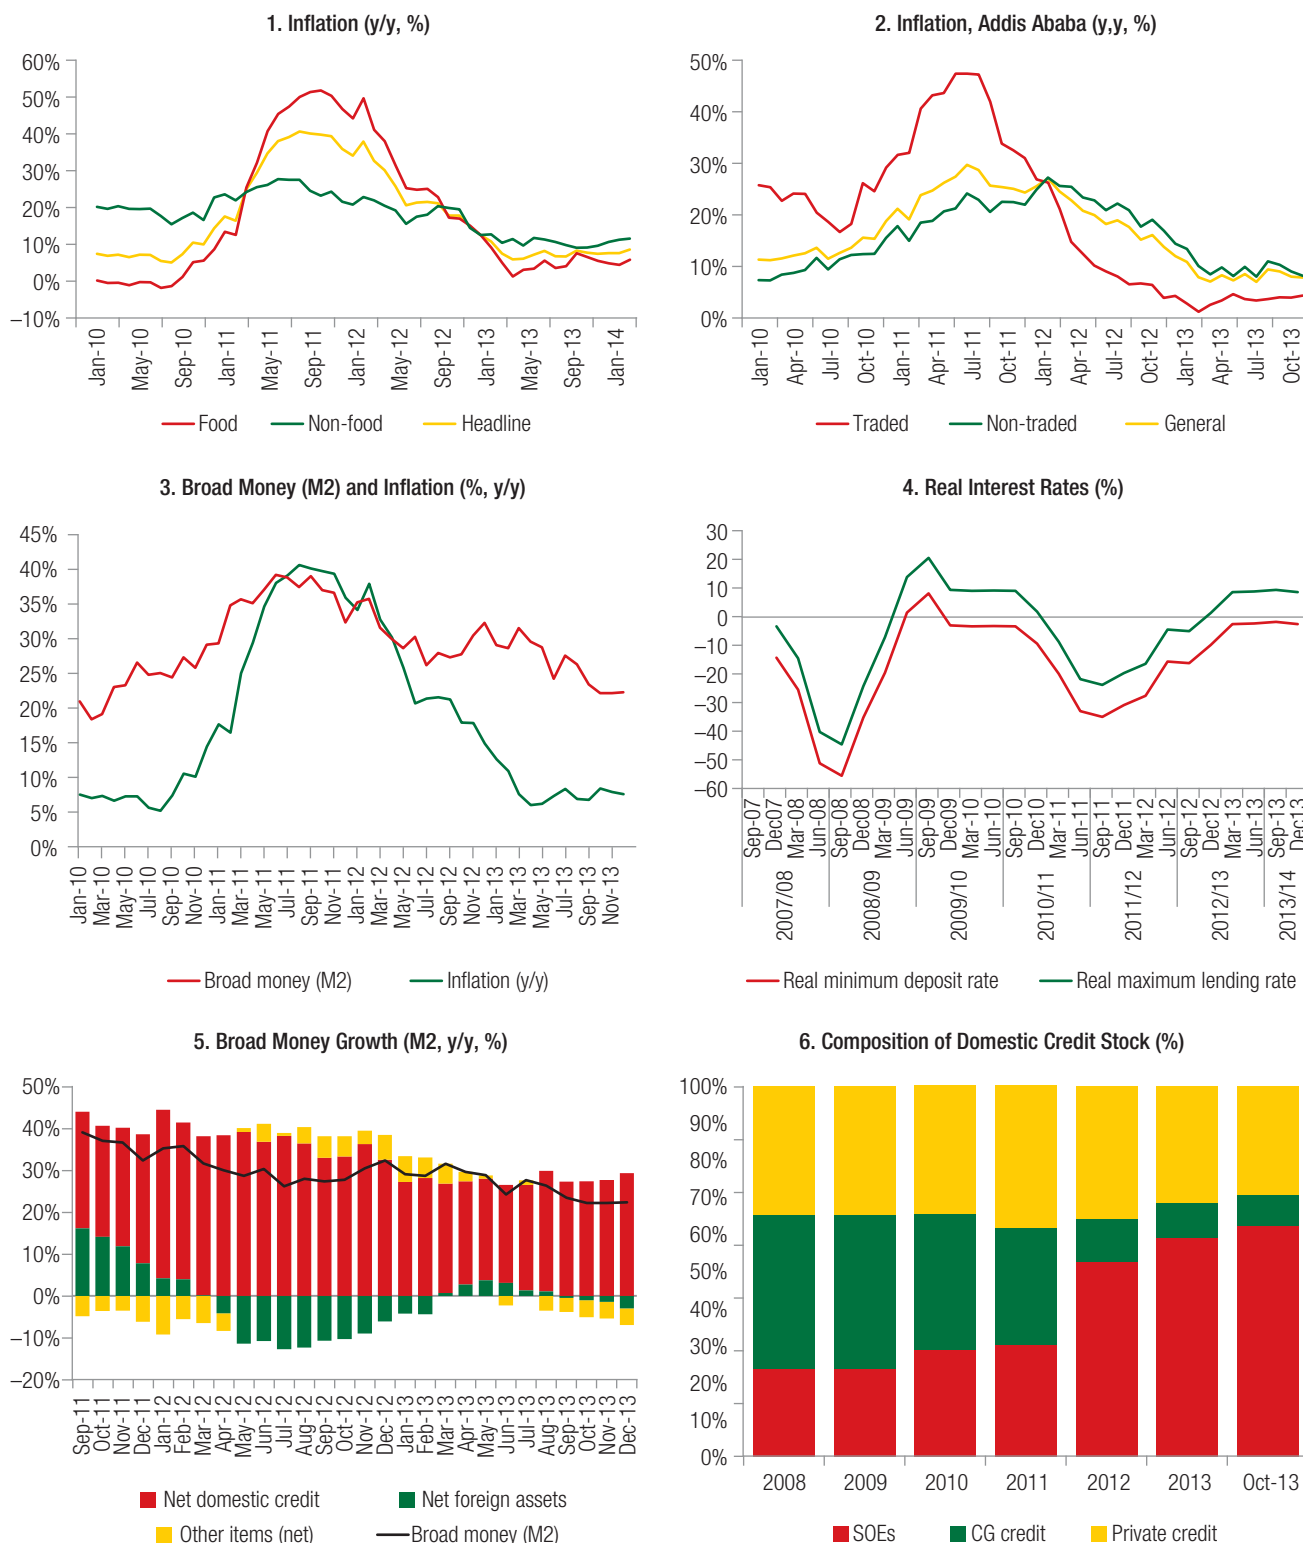 1. Inflation (y/y, %)
60%
50%
40%
30%
20%
10%
0%
–10%
Jan-10
May-10
Sep-10
Jan-11
May-11
Sep-11
Jan-12
May-12
Sep-12
Jan-13
May-13
Sep-13
Jan-14
Food Non-food Headline
2. Inflation, Addis Ababa (y,y, %)
50%
40%
30%
20%
10%
0%
Jan-10
Apr-10
Jul-10
Oct-10
Jan-11
Apr-11
Jul-11
Oct-11
Jan-12
Apr-12
Jul-12
Oct-12
Jan-13
Apr-13
Jul-13
Oct-13
Traded Non-traded General
3. Broad Money (M2) and Inflation (%, y/y)
45%
40%
35%
30%
25%
20%
15%
10%
5%
0%
Jan-10
Mar-10
May-10
Jul-10
Sep-10
Nov-10
Jan-11
Mar-11
May-11
Jul-11
Sep-11
Nov-11
Jan-12
Mar-12
May-12
Jul-12
Sep-12
Nov-12
Jan-13
Mar-13
May-13
Jul-13
Sep-13
Nov-13
Broad money (M2) Inflation (y/y)
4. Real Interest Rates (%)
30
20
10
0
–10
–20
–30
–40
–50
–60
Sep-07
Dec07
Mar-08
Jun-08
Sep-08
Dec08
Mar-09
Jun-09
Sep-09
Dec09
Mar-10
Jun-10
Sep-10
Dec10
Mar-11
Jun-11
Sep-11
Dec11
Mar-12
Jun-12
Sep-12
Dec12
Mar-13
Jun-13
Sep-13
Dec13
2007/08
2008/09
2009/10
2010/11
2011/12
2012/13
2013/14
Real minimum deposit rate Real maximum lending rate
5. Broad Money Growth (M2, y/y, %)
50%
40%
30%
20%
10%
0%
–10%
–20%
Sep-11
Oct-11
Nov-11
Dec-11
Jan-12
Feb-12
Mar-12
Apr-12
May-12
Jun-12
Jul-12
Aug-12
Sep-12
Oct-12
Nov-12
Dec-12
Jan-13
Feb-13
Mar-13
Apr-13
May-13
Jun-13
Jul-13
Aug-13
Sep-13
Oct-13
Nov-13
Dec-13
Net domestic credit Net foreign assets
Other items (net) Broad money (M2)
6. Composition of Domestic Credit Stock (%)
100%
90%
80%
70%
60%
50%
40%
30%
20%
10%
0%
2008 2009 2010 2011 2012 2013 Oct-13
SOEs CG credit Private credit